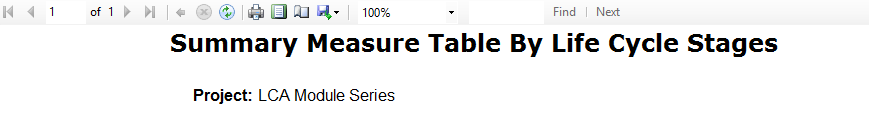 1 of 1 100% Find | Next
Summary Measure Table By Life Cycle Stages
Project: LCA Module Series